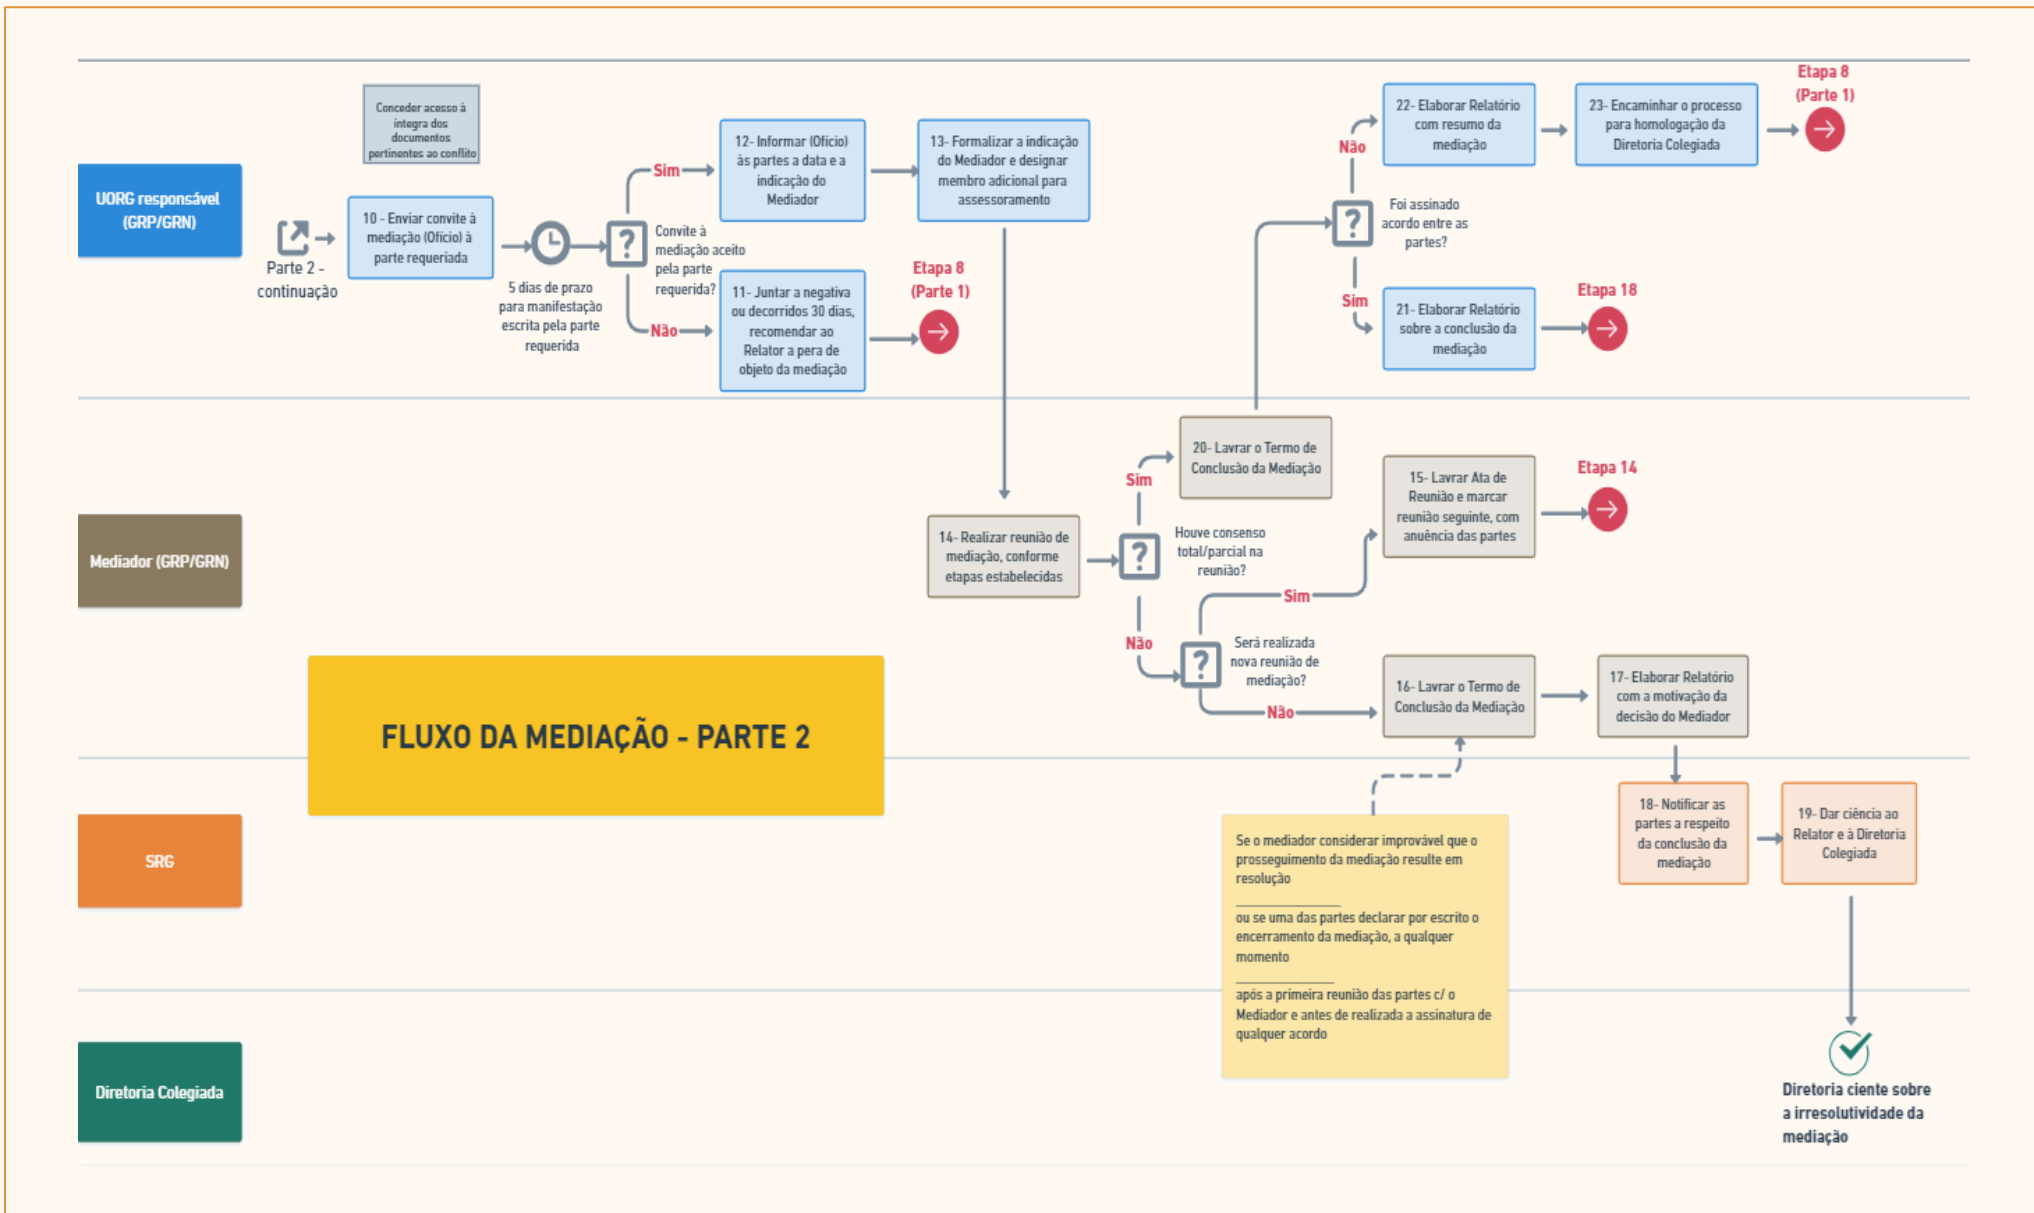 Conceder acesso à
íntegra dos
documentos
pertinentes ao conflito
UORG responsável
(GRP/GRN)
Parte 2 -
continuação
10 - Enviar convite à
mediação (Ofício) à
parte requeriada
5 dias de prazo
para manifestação
escrita pela parte
requerida
Convite à
mediação aceito
pela parte
requerida?
Sim
Não
12- Informar (Ofício)
às partes a data e a
indicação do
Mediador
13- Formalizar a indicação
do Mediador e designar
membro adicional para
assessoramento
11- Juntar a negativa
ou decorridos 30 dias,
recomendar ao
Relator a pera de
objeto da mediação
Etapa 8
(Parte 1)
Foi assinado
acordo entre as
partes?
Não
Sim
22- Elaborar Relatório
com resumo da
mediação
23- Encaminhar o processo
para homologação da
Diretoria Colegiada
Etapa 8
(Parte 1)
21- Elaborar Relatório
sobre a conclusão da
mediação
Etapa 18
Mediador (GRP/GRN)
14- Realizar reunião de
mediação, conforme
etapas estabelecidas
Houve consenso
total/parcial na
reunião?
Sim
Não
20- Lavrar o Termo de
Conclusão da Mediação
Será realizada
nova reunião de
mediação?
Sim
Não
15- Lavrar Ata de
Reunião e marcar
reunião seguinte, com
anuência das partes
Etapa 14
16- Lavrar o Termo de
Conclusão da Mediação
17- Elaborar Relatório
com a motivação da
decisão do Mediador
FLUXO DA MEDIAÇÃO - PARTE 2
SRG
Se o mediador considerar improvável que o
prosseguimento da mediação resulte em
resolução
ou se uma das partes declarar por escrito o
encerramento da mediação, a qualquer
momento
após a primeira reunião das partes c/ o
Mediador e antes de realizada a assinatura de
qualquer acordo
18- Notificar as
partes a respeito
da conclusão da
mediação
19- Dar ciência ao
Relator e à Diretoria
Colegiada
Diretoria Colegiada
Diretoria ciente sobre
a irresolutividade da
mediação